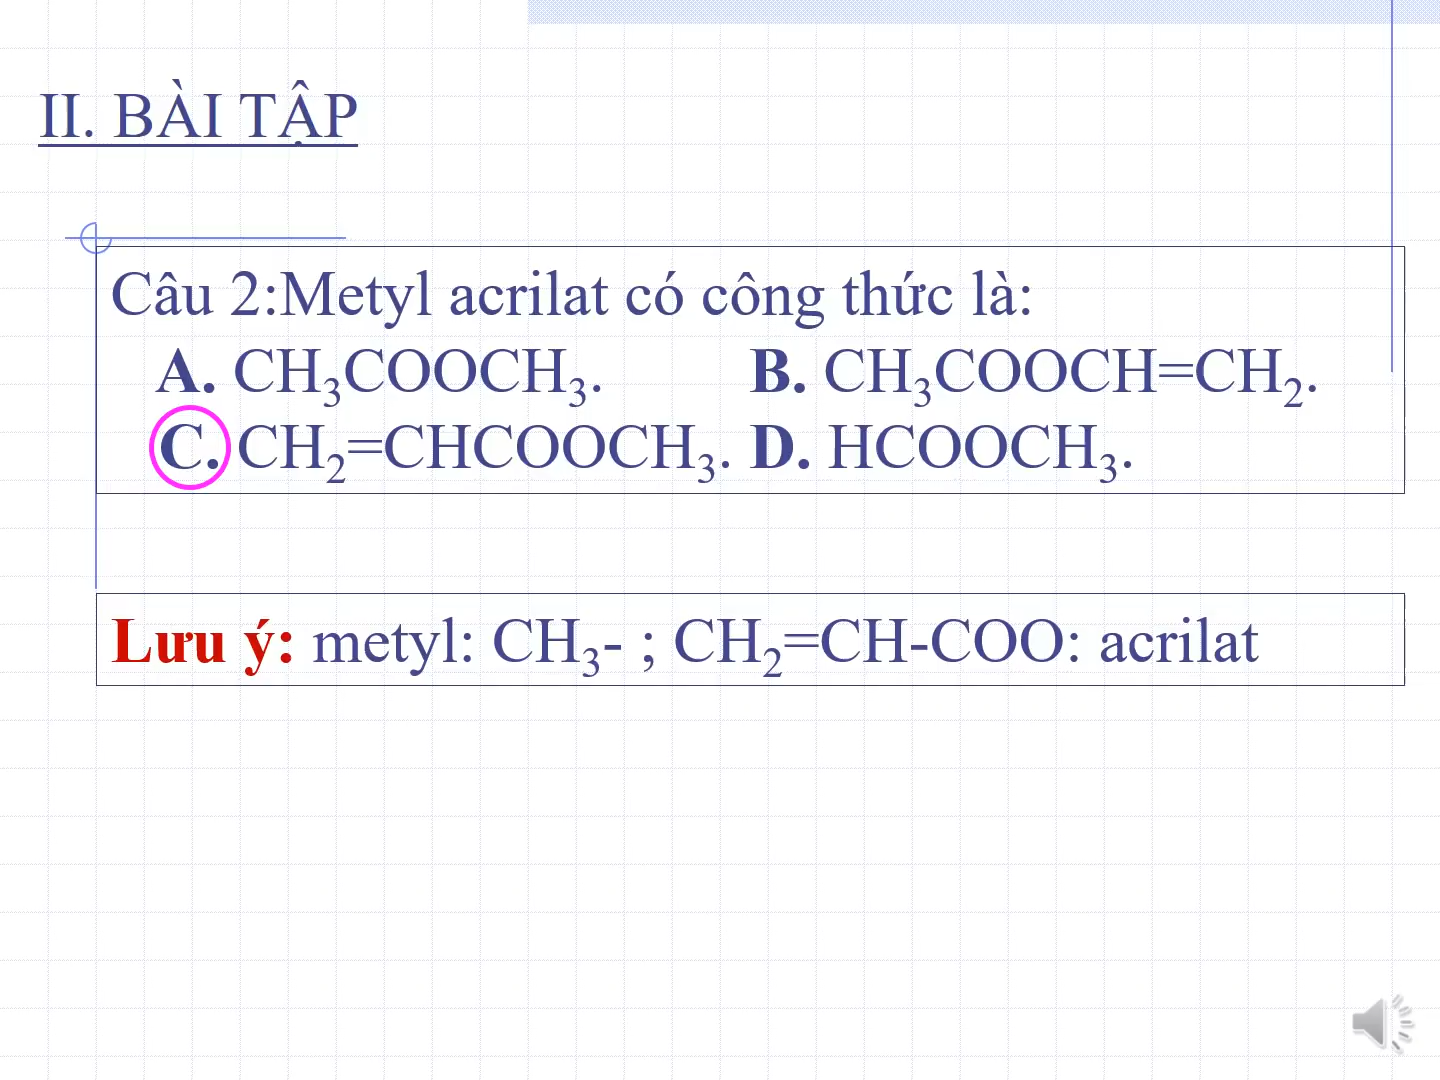 II. BÀI TẬP
Câu 2:Metyl acrilat có công thức là:
A. CH₃COOCH₃. B. CH₃COOCH=CH₂.
C. CH₂=CHCOOCH₃. D. HCOOCH₃.
Lưu ý: metyl: CH₃- ; CH₂=CH-COO: acrilat